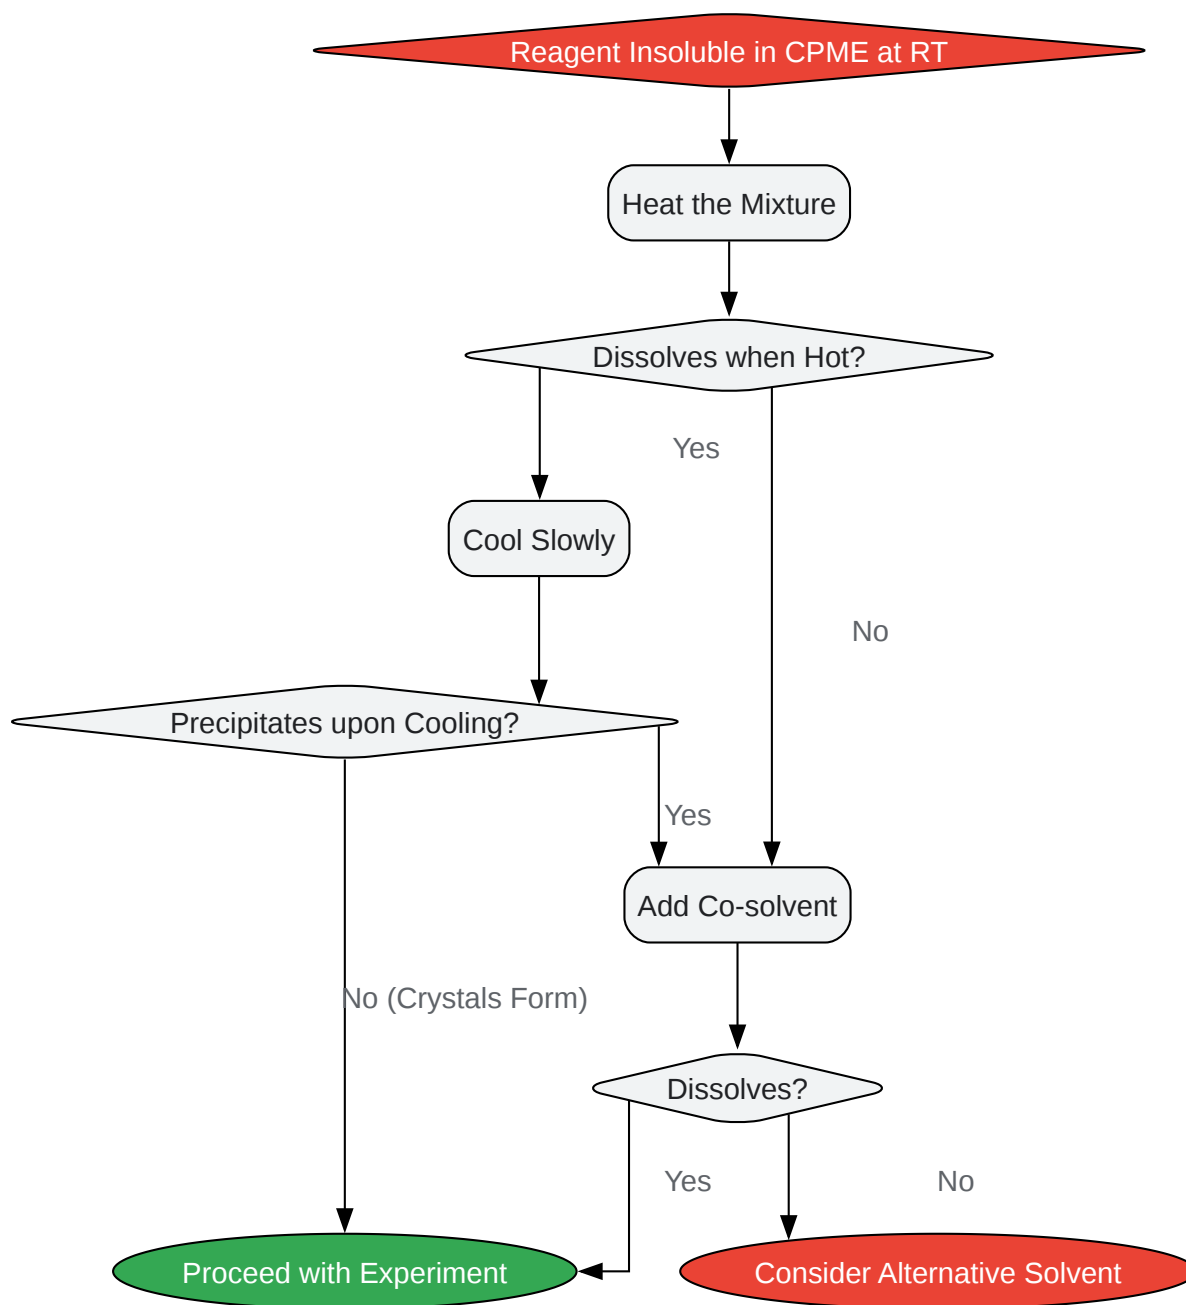 Reagent Insoluble in CPME at RT
Heat the Mixture
Dissolves when Hot?
Yes
Cool Slowly
No
Precipitates upon Cooling?
Yes
Add Co-solvent
No (Crystals Form)
Dissolves?
Yes
No
Proceed with Experiment
Consider Alternative Solvent